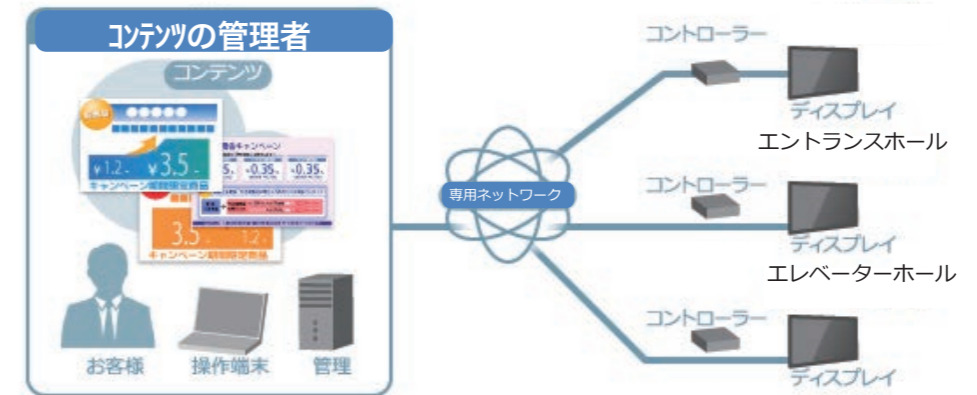 コンテンツの管理者
コンテンツ
¥1.2
¥3.5
キャンペーン期間限定商品
キャンペーン
0.35
0.35
3.5
1.2
キャンペーン期間限定商品
お客様
操作端末
管理
専用ネットワーク
コントローラー
ディスプレイ
エントランスホール
コントローラー
ディスプレイ
エレベーターホール
コントローラー
ディスプレイ